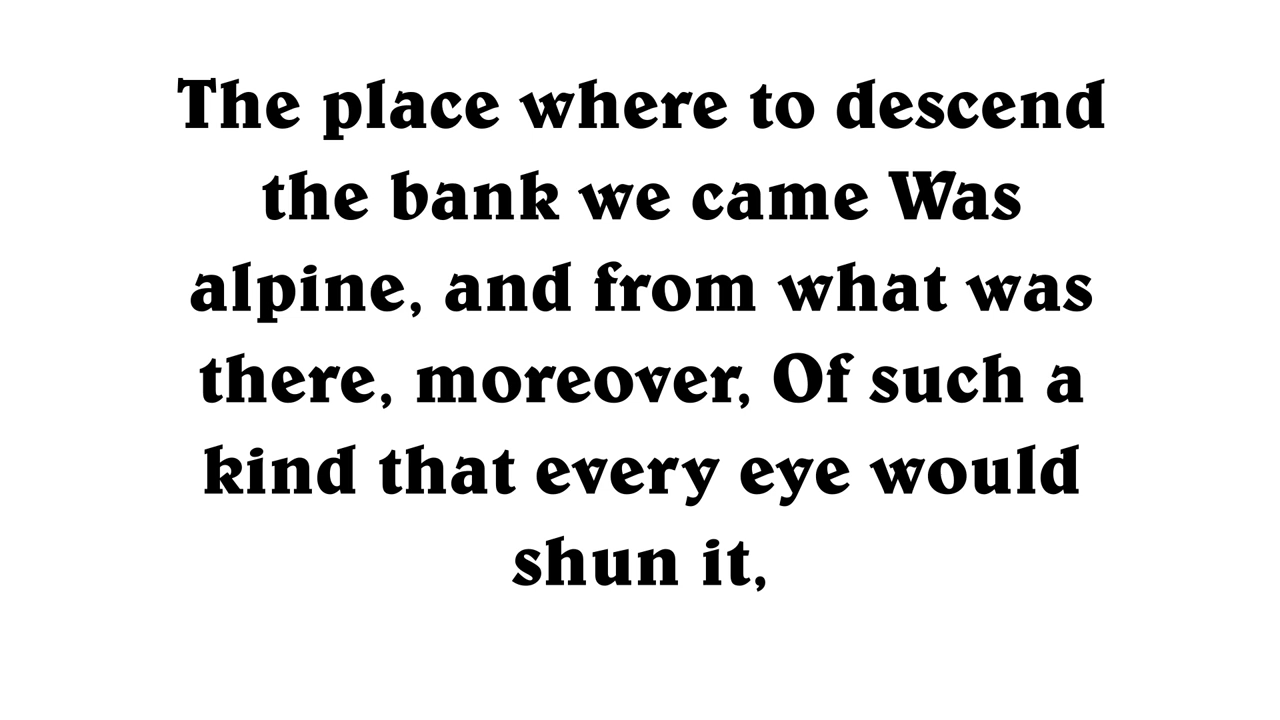 The place where to descend
the bank we came Was
alpine, and from what was
there, moreover, Of such a
kind that every eye would
shun it,